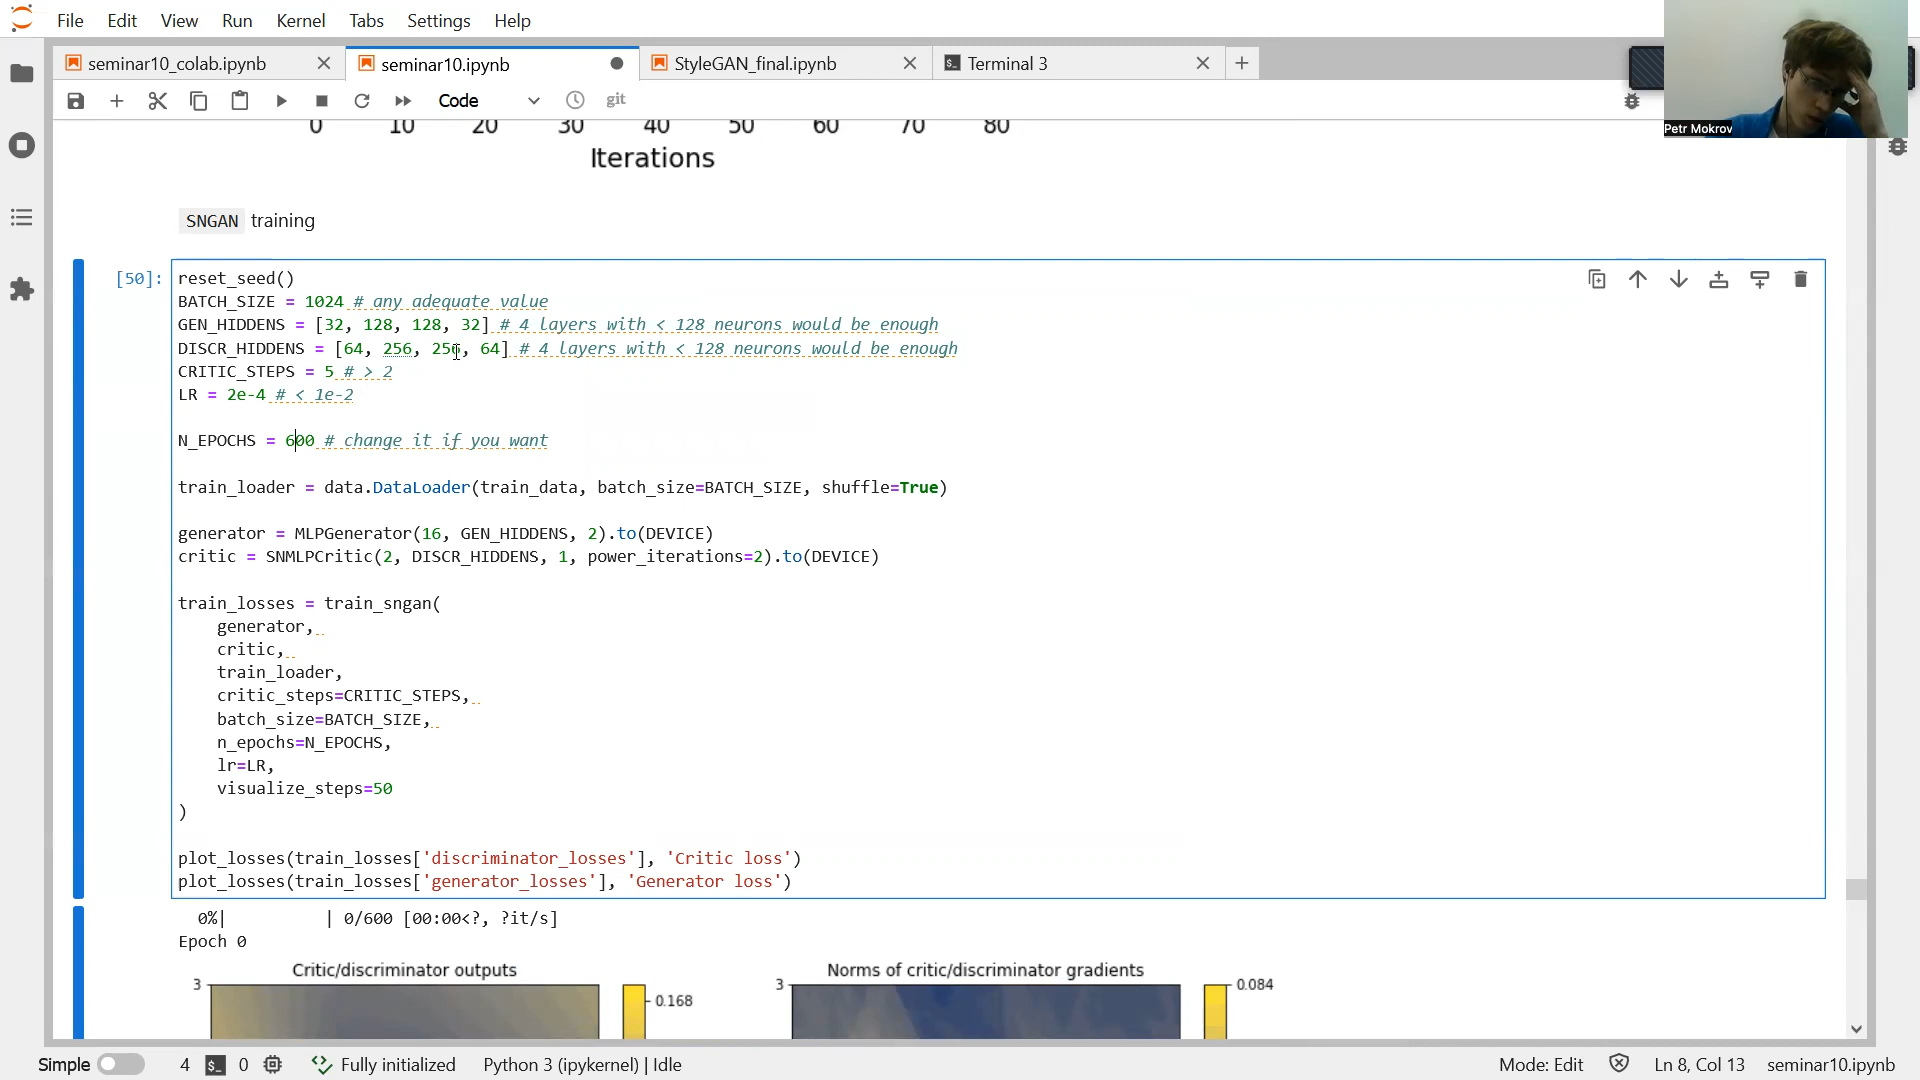 File Edit View Run Kernel Tabs Settings Help
seminar10_colab.ipynb seminar10.ipynb StyleGAN_final.ipynb Terminal 3
Code git
Petr Mokrov
0 10 20 30 40 50 60 70 80
Iterations
SNGAN training
[50]:
reset_seed()
BATCH_SIZE = 1024 # any adequate value
GEN_HIDDENS = [32, 128, 128, 32] # 4 layers with < 128 neurons would be enough
DISCR_HIDDENS = [64, 256, 256, 64] # 4 layers with < 128 neurons would be enough
CRITIC_STEPS = 5 # > 2
LR = 2e-4 # < 1e-2
N_EPOCHS = 600 # change it if you want
train_loader = data.DataLoader(train_data, batch_size=BATCH_SIZE, shuffle=True)
generator = MLPGenerator(16, GEN_HIDDENS, 2).to(DEVICE)
critic = SNMLPCritic(2, DISCR_HIDDENS, 1, power_iterations=2).to(DEVICE)
train_losses = train_sngan(
generator,
critic,
train_loader,
critic_steps=CRITIC_STEPS,
batch_size=BATCH_SIZE,
n_epochs=N_EPOCHS,
lr=LR,
visualize_steps=50
)
plot_losses(train_losses['discriminator_losses'], 'Critic loss')
plot_losses(train_losses['generator_losses'], 'Generator loss')
0%| | 0/600 [00:00<?, ?it/s]
Epoch 0
Critic/discriminator outputs Norms of critic/discriminator gradients
3 0.168 3 0.084
Simple 4 $_ 0 Fully initialized Python 3 (ipykernel) | Idle Mode: Edit Ln 8, Col 13 seminar10.ipynb